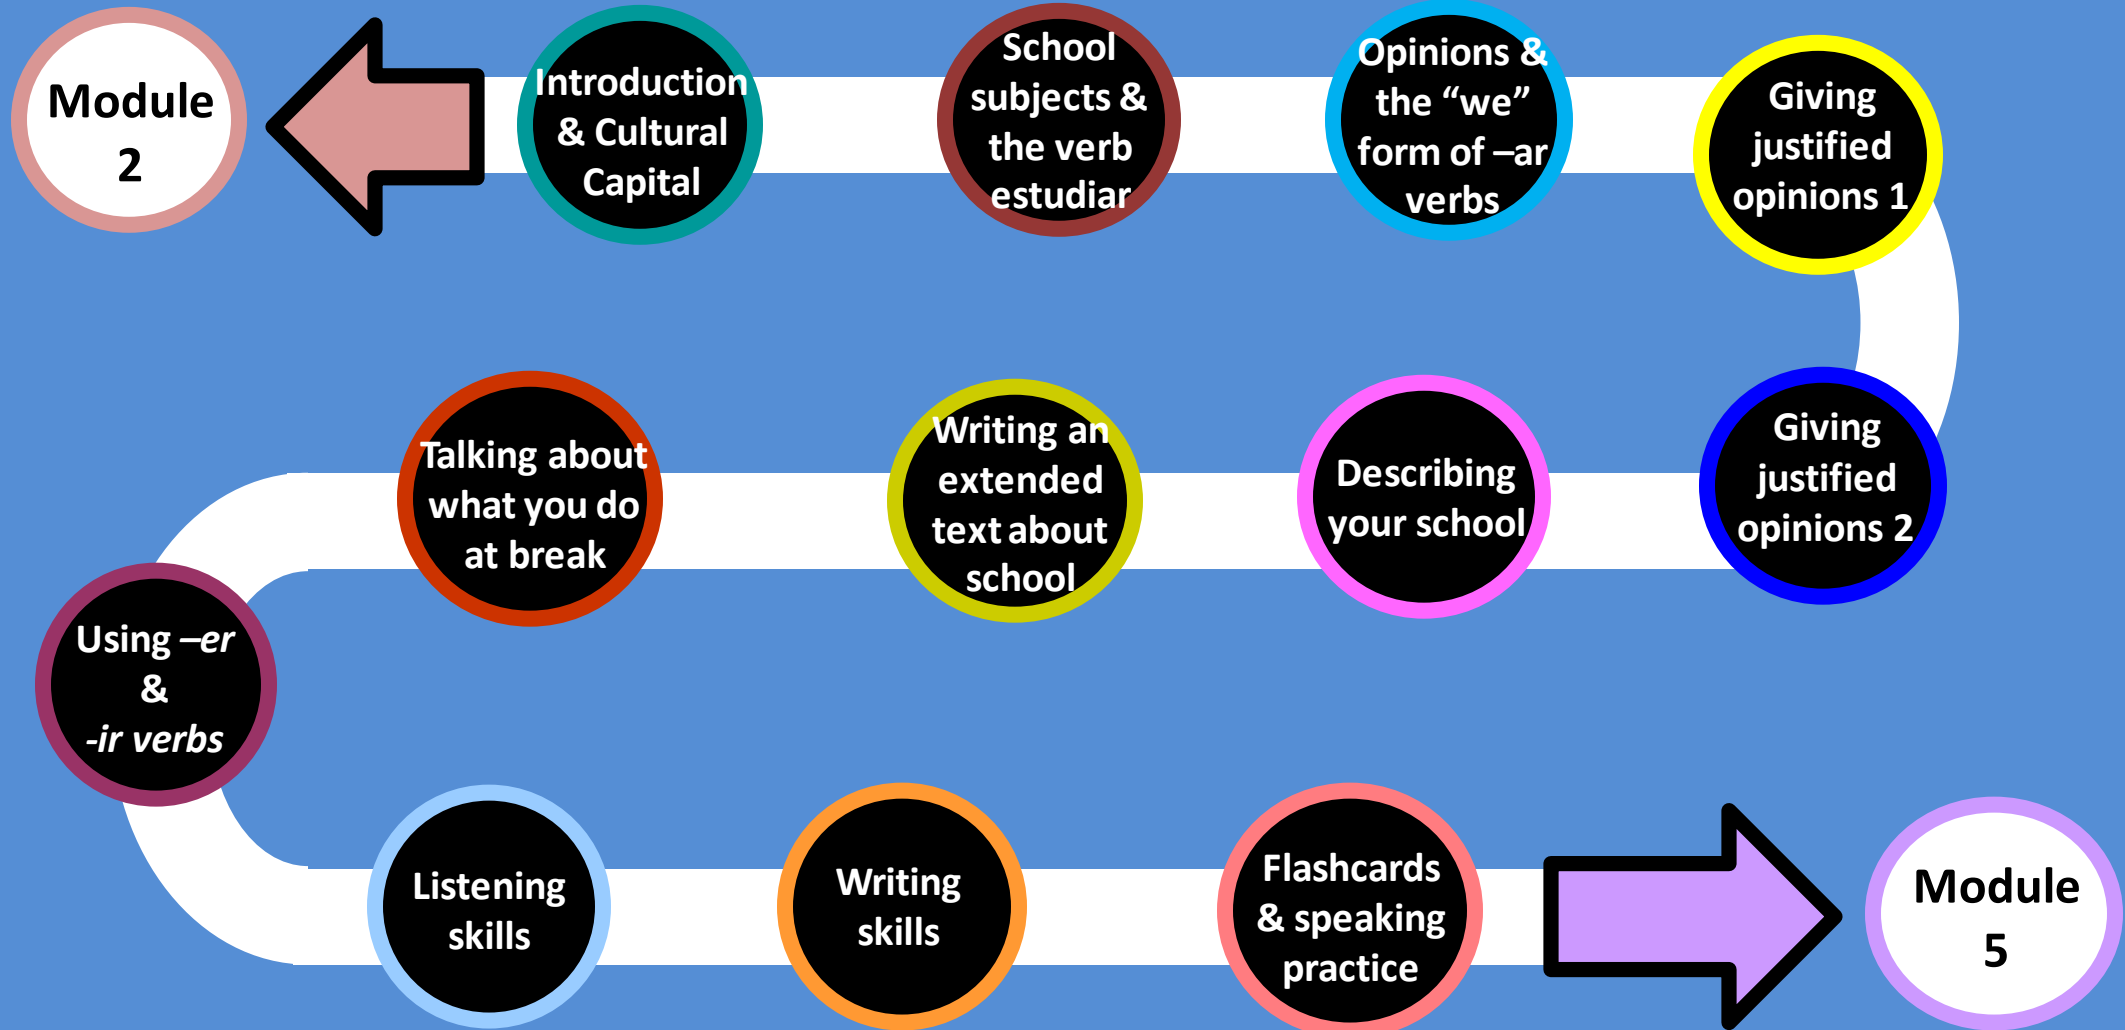 Module
2
Introduction
& Cultural
Capital
School
subjects &
the verb
estudiar
Opinions &
the “we”
form of –ar
verbs
Giving
justified
opinions 1
Giving
justified
opinions 2
Describing
your school
Writing an
extended
text about
school
Talking about
what you do
at break
Using –er
&
-ir verbs
Listening
skills
Writing
skills
Flashcards
& speaking
practice
Module
5